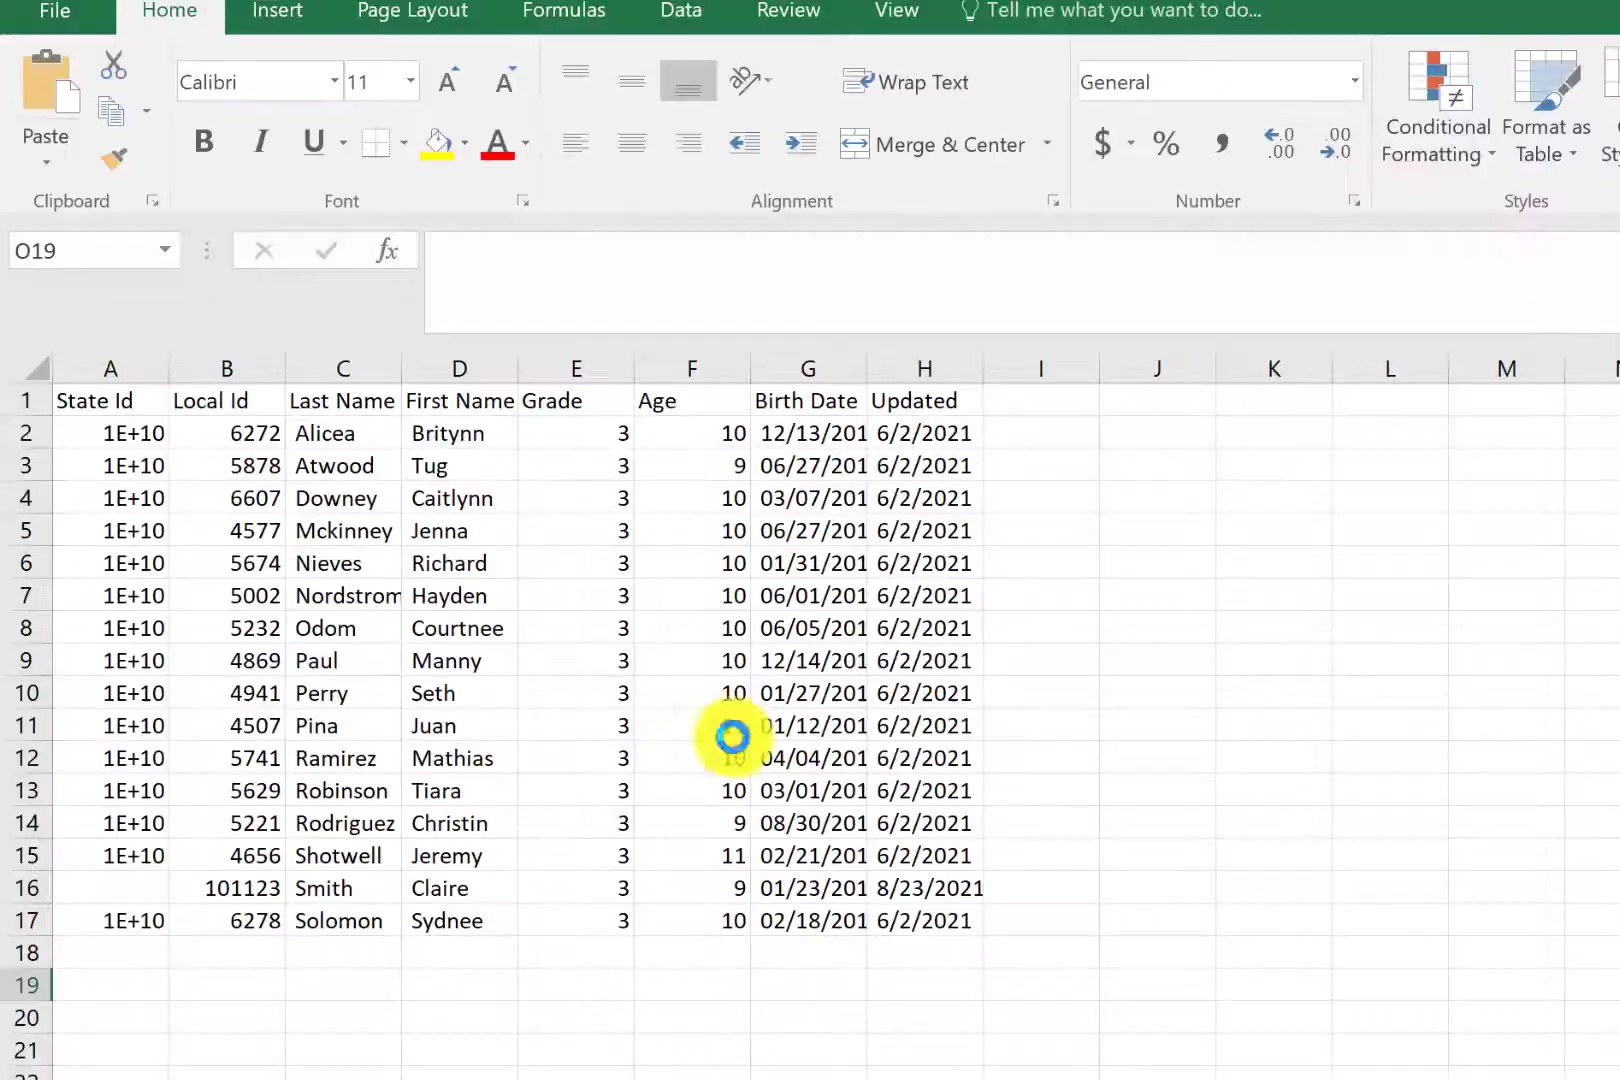 File Home Insert Page Layout Formulas Data Review View Tell me what you want to do...
Calibri 11 A A Wrap Text General
Paste B I U A Merge & Center $ % , .0 .00 .00 .0 Conditional Formatting Format as Table
Clipboard Font Alignment Number Styles
O19 fx
A B C D E F G H I J K L M
1 State Id Local Id Last Name First Name Grade Age Birth Date Updated
2 1E+10 6272 Alicea Britynn 3 10 12/13/201 6/2/2021
3 1E+10 5878 Atwood Tug 3 9 06/27/201 6/2/2021
4 1E+10 6607 Downey Caitlynn 3 10 03/07/201 6/2/2021
5 1E+10 4577 Mckinney Jenna 3 10 06/27/201 6/2/2021
6 1E+10 5674 Nieves Richard 3 10 01/31/201 6/2/2021
7 1E+10 5002 Nordstrom Hayden 3 10 06/01/201 6/2/2021
8 1E+10 5232 Odom Courtnee 3 10 06/05/201 6/2/2021
9 1E+10 4869 Paul Manny 3 10 12/14/201 6/2/2021
10 1E+10 4941 Perry Seth 3 10 01/27/201 6/2/2021
11 1E+10 4507 Pina Juan 3 01/12/201 6/2/2021
12 1E+10 5741 Ramirez Mathias 3 10 04/04/201 6/2/2021
13 1E+10 5629 Robinson Tiara 3 10 03/01/201 6/2/2021
14 1E+10 5221 Rodriguez Christin 3 9 08/30/201 6/2/2021
15 1E+10 4656 Shotwell Jeremy 3 11 02/21/201 6/2/2021
16 101123 Smith Claire 3 9 01/23/201 8/23/2021
17 1E+10 6278 Solomon Sydnee 3 10 02/18/201 6/2/2021
18
19
20
21